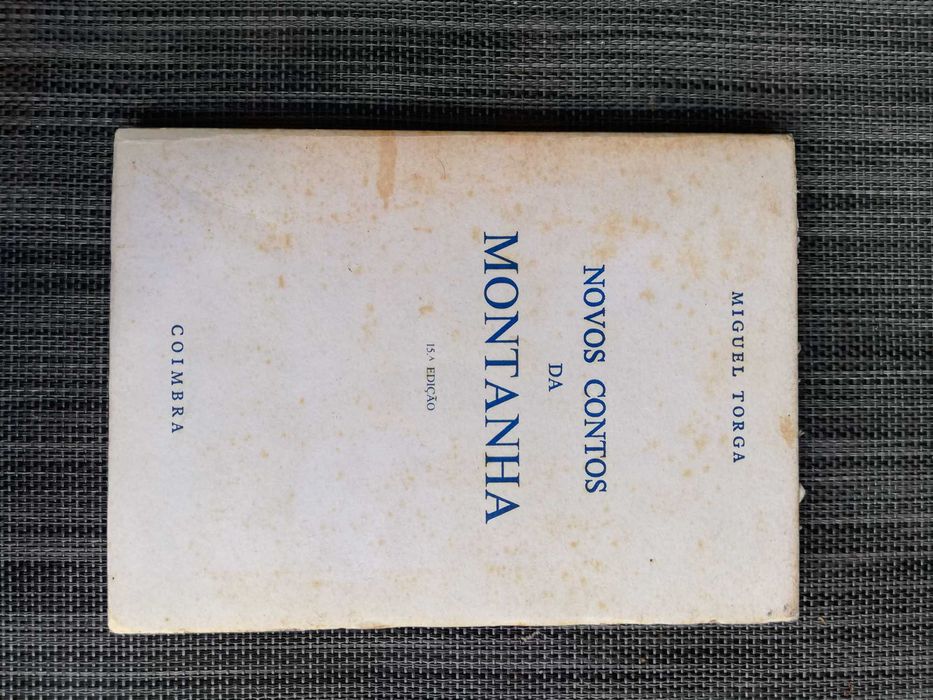 MIGUEL TORGA
NOVOS CONTOS
DA
MONTANHA
15.ᴬ EDIÇÃO
COIMBRA